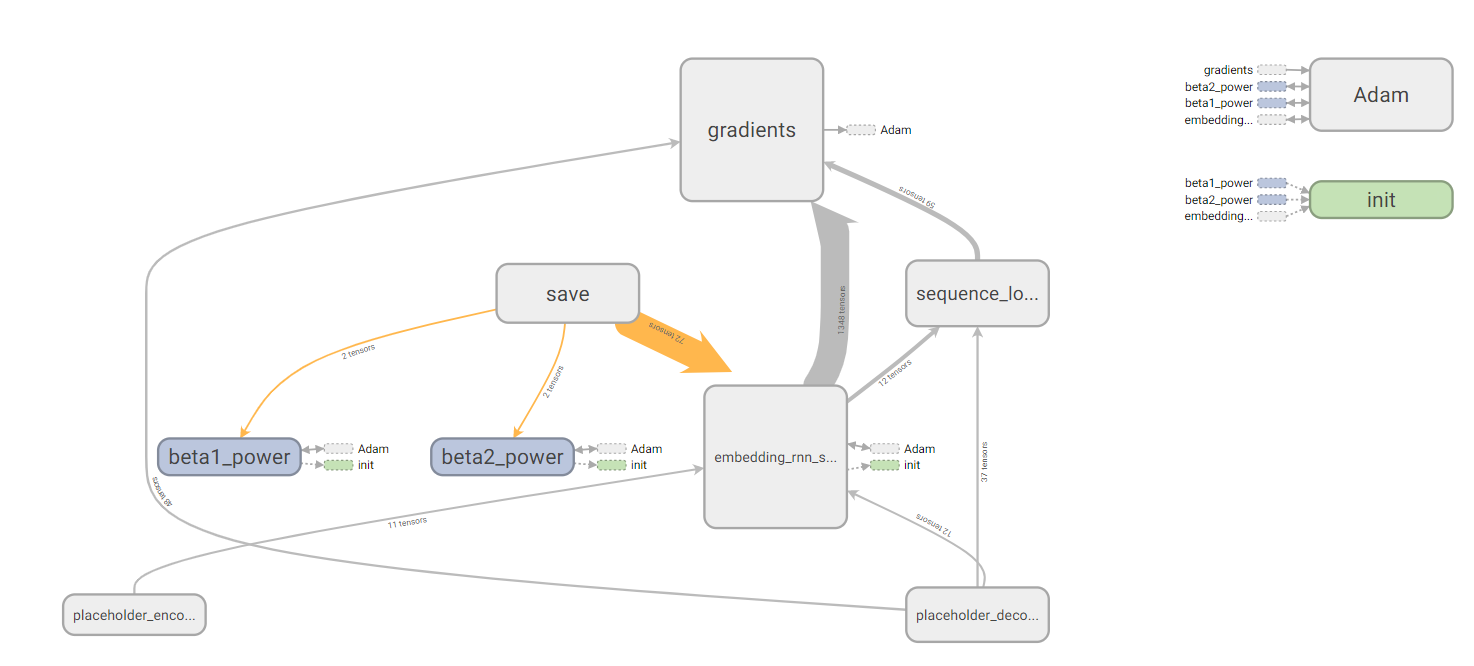 gradients
Adam
gradients
beta2_power
beta1_power
embedding...
Adam
beta1_power
beta2_power
embedding...
init
59 tensors
save
sequence_lo...
72 tensors
1348 tensors
2 tensors
2 tensors
12 tensors
beta1_power
Adam
init
beta2_power
Adam
init
embedding_rnn_s...
Adam
init
37 tensors
48 tensors
11 tensors
12 tensors
placeholder_enco...
placeholder_deco...